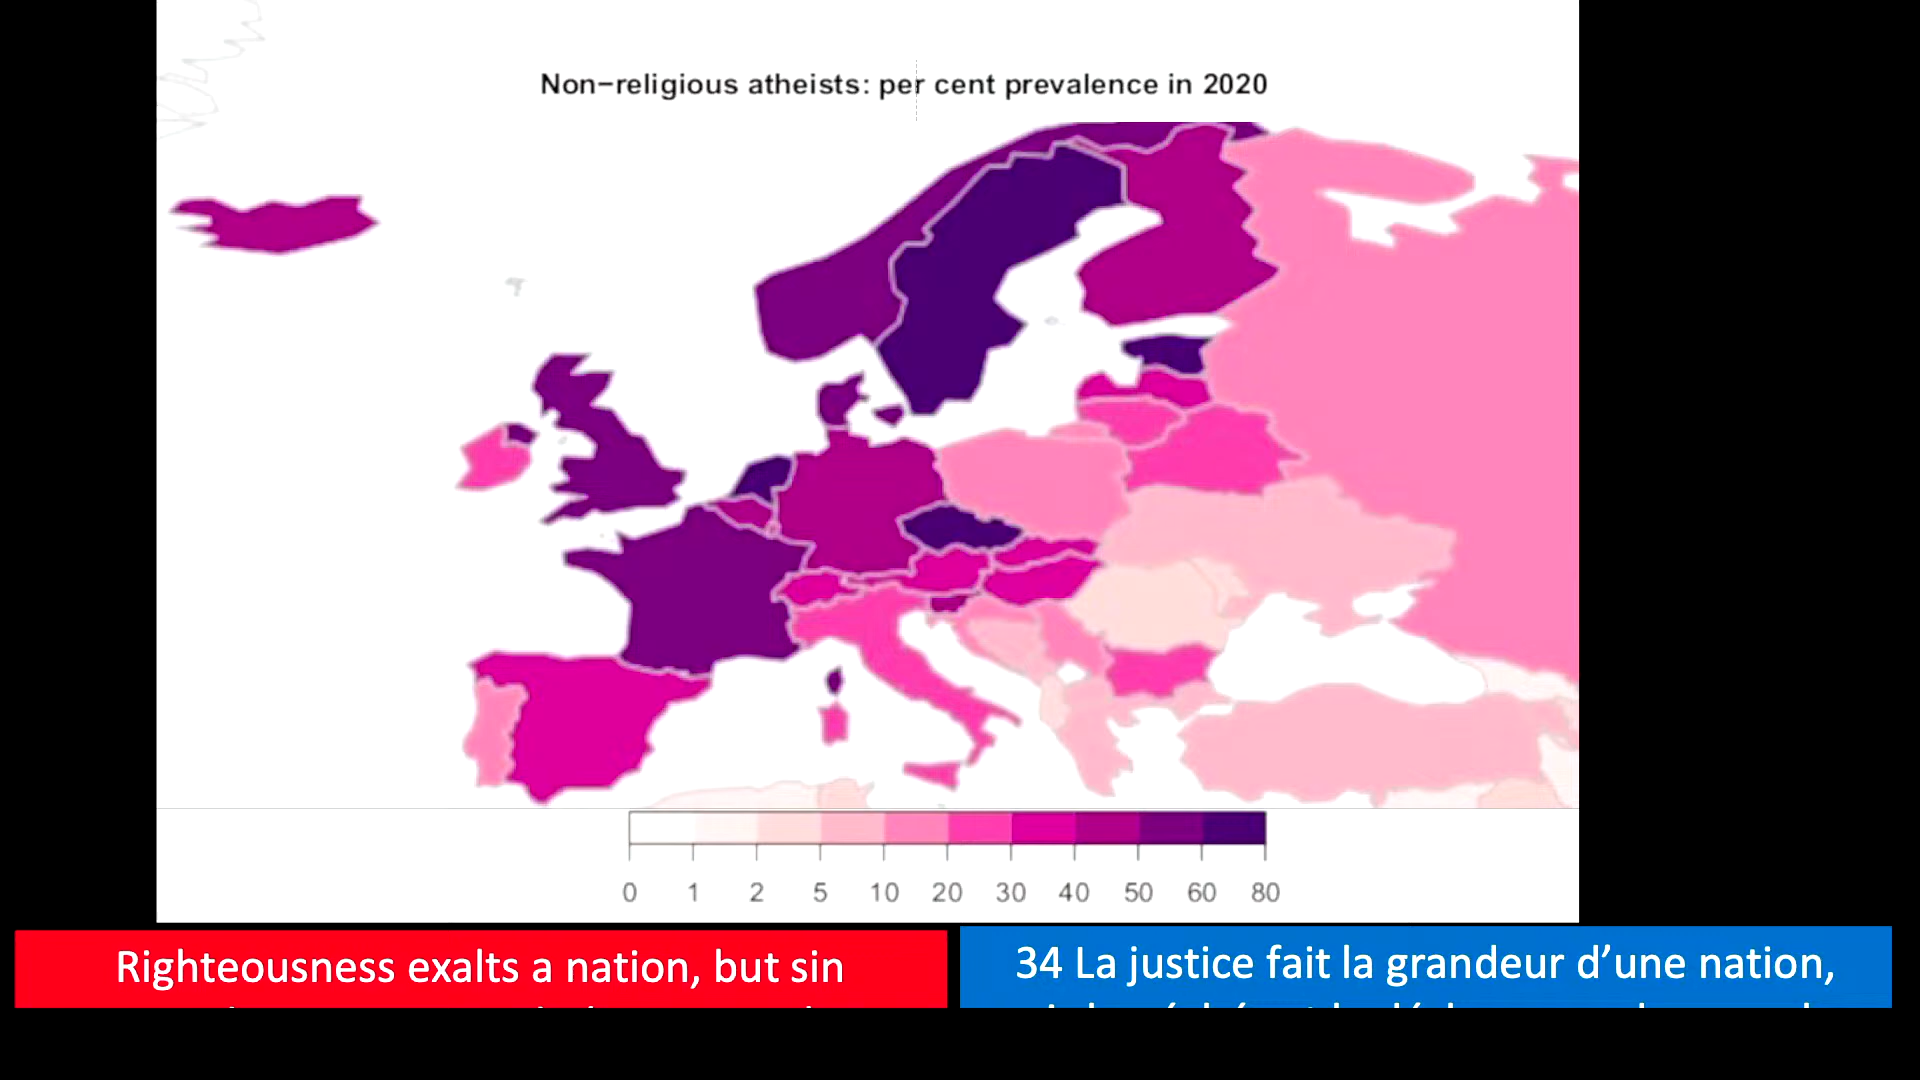 Non-religious atheists: per cent prevalence in 2020
0 1 2 5 10 20 30 40 50 60 80
Righteousness exalts a nation, but sin
34 La justice fait la grandeur d’une nation,